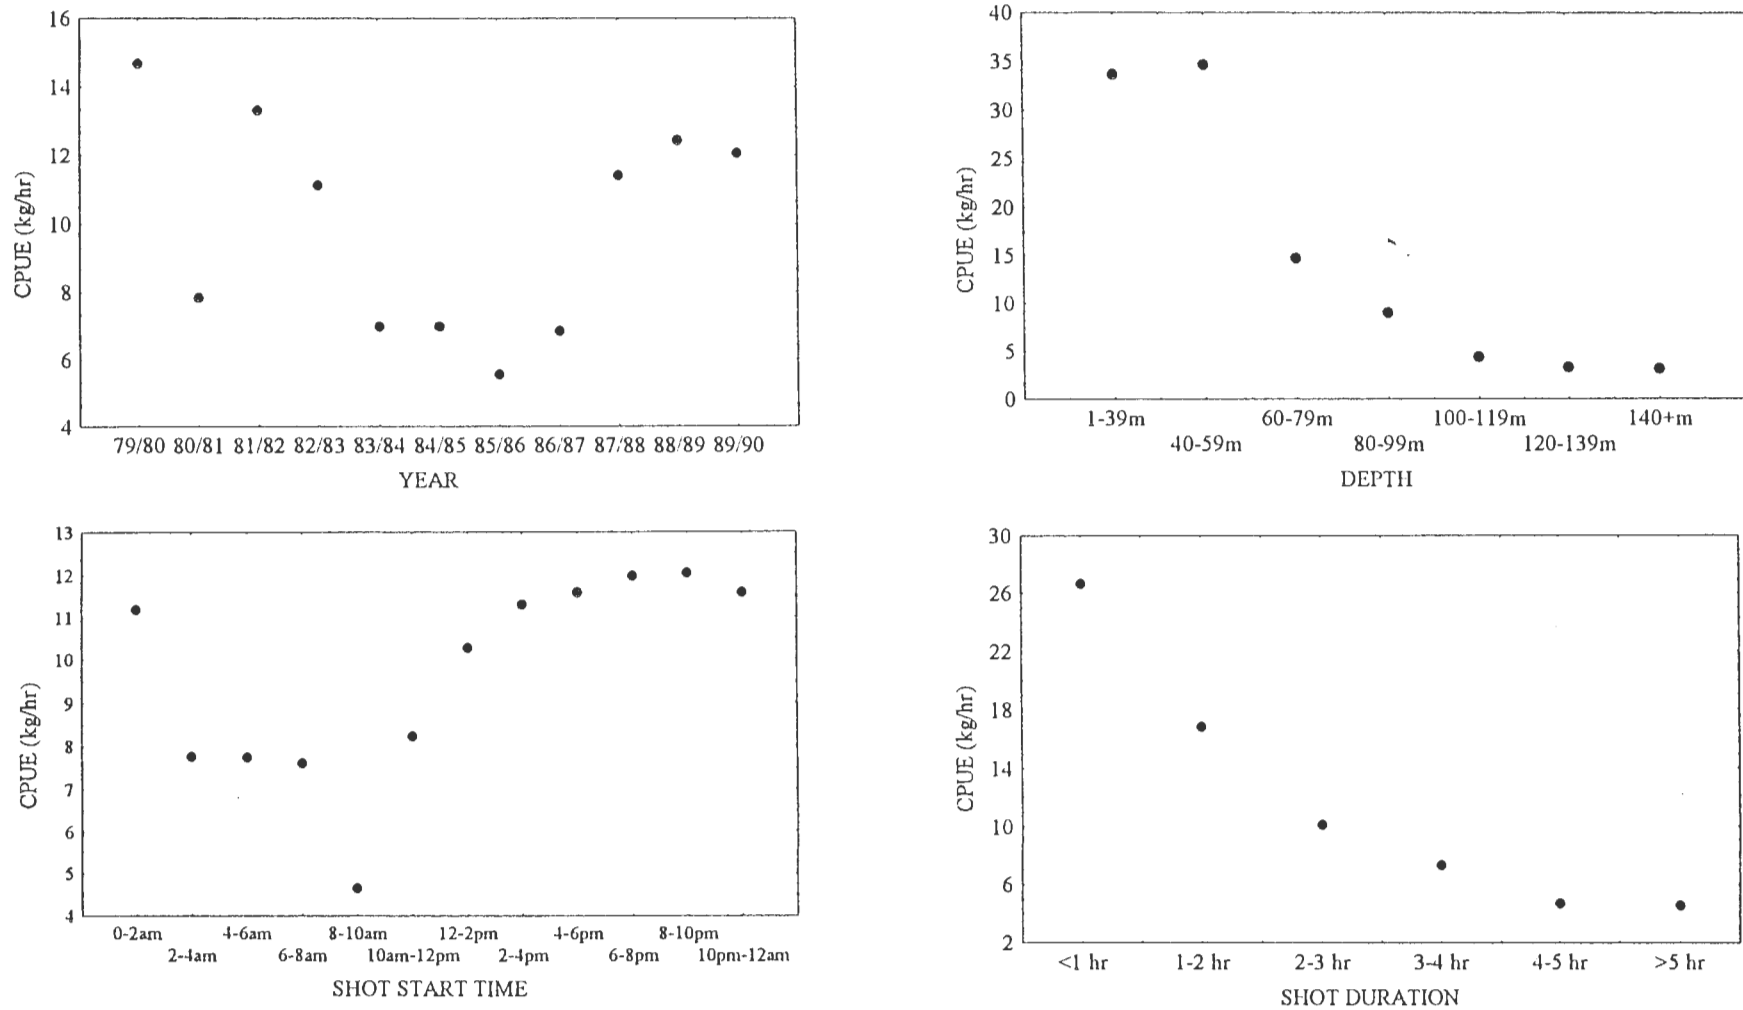 16
14
12
10
8
6
4
CPUE (kg/hr)
79/80 80/81 81/82 82/83 83/84 84/85 85/86 86/87 87/88 88/89 89/90
YEAR
40
35
30
25
20
15
10
5
0
CPUE (kg/hr)
1-39m 60-79m 100-119m 140+m
40-59m 80-99m 120-139m
DEPTH
13
12
11
10
9
8
7
6
5
4
CPUE (kg/hr)
0-2am 4-6am 8-10am 12-2pm 4-6pm 8-10pm
2-4am 6-8am 10am-12pm 2-4pm 6-8pm 10pm-12am
SHOT START TIME
30
26
22
18
14
10
6
2
CPUE (kg/hr)
<1 hr 1-2 hr 2-3 hr 3-4 hr 4-5 hr >5 hr
SHOT DURATION